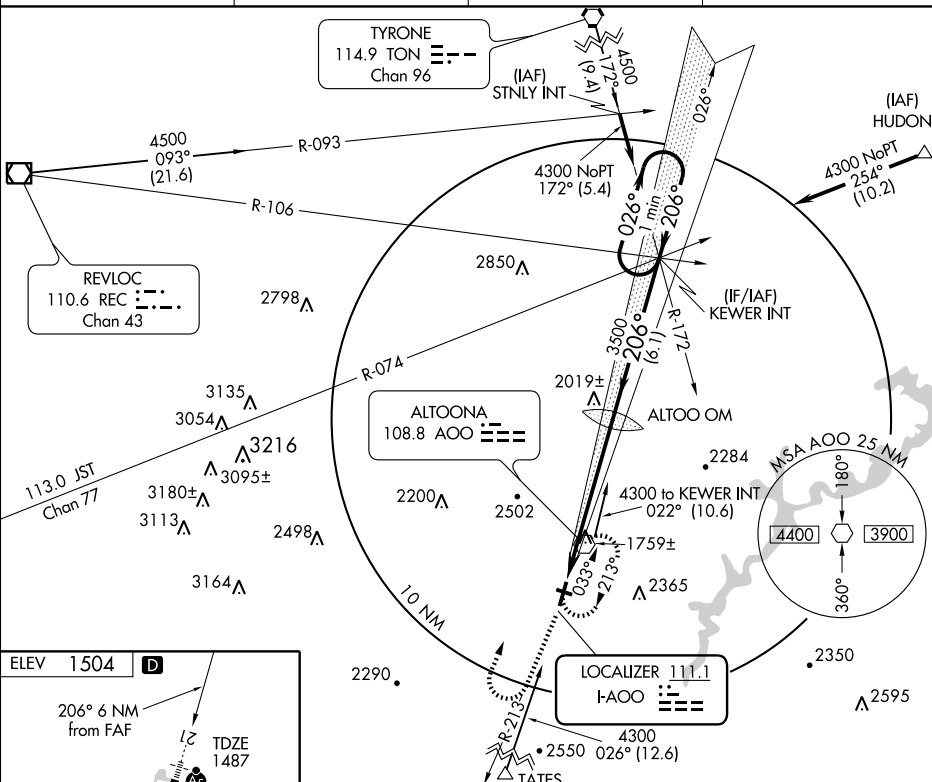 TYRONE
114.9 TON
Chan 96
4500
172°
(9.4)
(IAF)
STNLY INT
026°
(IAF)
HUDON
4500
093°
(21.6)
R-093
4300 NoPT
172° (5.4)
4300 NoPT
254°
(10.2)
R-106
026°
1 min
206°
REVLOC
110.6 REC
Chan 43
2850
2798
(IF/IAF)
KEWER INT
R-172
3500
206°
(6.1)
R-074
2019±
3135
3054
ALTOONA
108.8 AOO
ALTOO OM
3216
3095±
2284
MSA AOO 25 NM
180°
113.0 JST
Chan 77
3180±
3113
2200
2502
4300 to KEWER INT
022° (10.6)
4400
3900
2498
1759±
360°
3164
033°
213°
2365
10 NM
ELEV 1504 D
2290
LOCALIZER 111.1
I-AOO
2350
2595
206° 6 NM
from FAF
21
TDZE
1487
A5
R-213
4300
026° (12.6)
2550
TATES